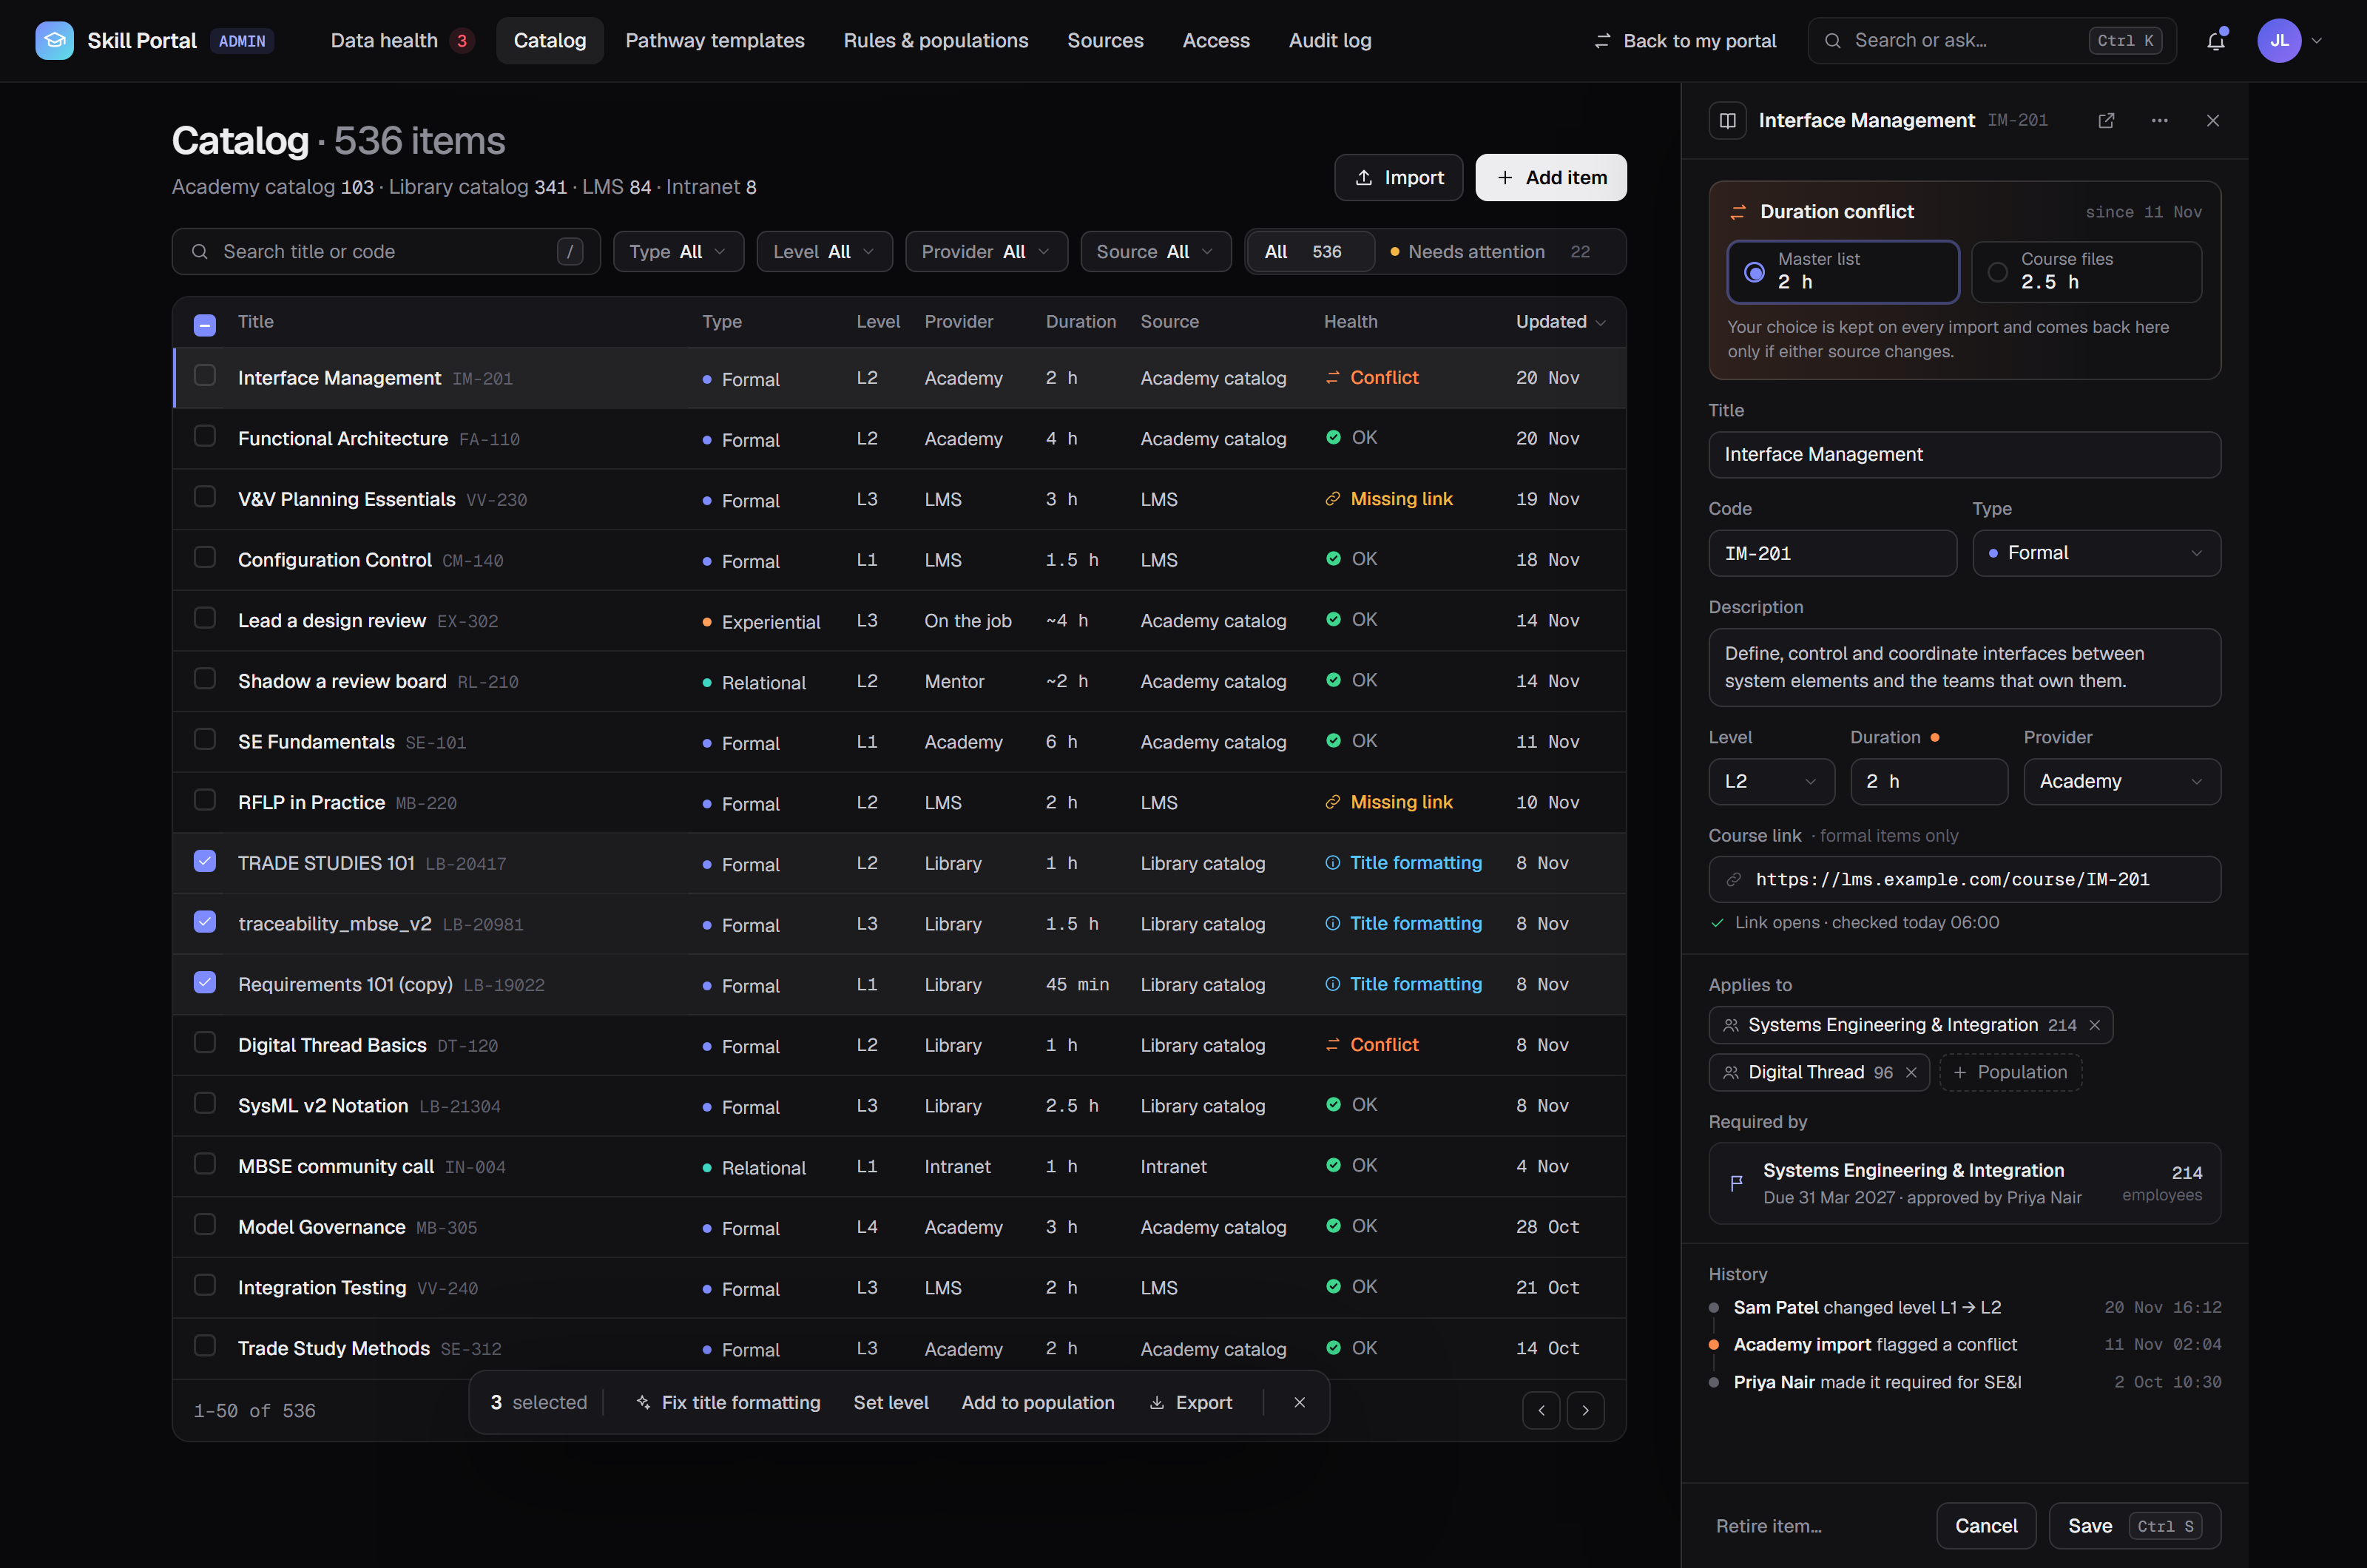 Skill Portal ADMIN Data health 3 Catalog Pathway templates Rules & populations Sources Access Audit log Back to my portal Search or ask... Ctrl K JL
Catalog · 536 items
Academy catalog 103 · Library catalog 341 · LMS 84 · Intranet 8
Import Add item
Search title or code / Type All Level All Provider All Source All All 536 Needs attention 22
Title Type Level Provider Duration Source Health Updated
Interface Management IM-201 Formal L2 Academy 2 h Academy catalog Conflict 20 Nov
Functional Architecture FA-110 Formal L2 Academy 4 h Academy catalog OK 20 Nov
V&V Planning Essentials VV-230 Formal L3 LMS 3 h LMS Missing link 19 Nov
Configuration Control CM-140 Formal L1 LMS 1.5 h LMS OK 18 Nov
Lead a design review EX-302 Experiential L3 On the job ~4 h Academy catalog OK 14 Nov
Shadow a review board RL-210 Relational L2 Mentor ~2 h Academy catalog OK 14 Nov
SE Fundamentals SE-101 Formal L1 Academy 6 h Academy catalog OK 11 Nov
RFLP in Practice MB-220 Formal L2 LMS 2 h LMS Missing link 10 Nov
TRADE STUDIES 101 LB-20417 Formal L2 Library 1 h Library catalog Title formatting 8 Nov
traceability_mbse_v2 LB-20981 Formal L3 Library 1.5 h Library catalog Title formatting 8 Nov
Requirements 101 (copy) LB-19022 Formal L1 Library 45 min Library catalog Title formatting 8 Nov
Digital Thread Basics DT-120 Formal L2 Library 1 h Library catalog Conflict 8 Nov
SysML v2 Notation LB-21304 Formal L3 Library 2.5 h Library catalog OK 8 Nov
MBSE community call IN-004 Relational L1 Intranet 1 h Intranet OK 4 Nov
Model Governance MB-305 Formal L4 Academy 3 h Academy catalog OK 28 Oct
Integration Testing VV-240 Formal L3 LMS 2 h LMS OK 21 Oct
Trade Study Methods SE-312 Formal L3 Academy 2 h Academy catalog OK 14 Oct
1-50 of 536
3 selected Fix title formatting Set level Add to population Export
Interface Management IM-201
Duration conflict since 11 Nov
Master list
2 h
Course files
2.5 h
Your choice is kept on every import and comes back here
only if either source changes.
Title
Interface Management
Code Type
IM-201 Formal
Description
Define, control and coordinate interfaces between
system elements and the teams that own them.
Level Duration Provider
L2 2 h Academy
Course link · formal items only
https://lms.example.com/course/IM-201
Link opens · checked today 06:00
Applies to
Systems Engineering & Integration 214
Digital Thread 96 Population
Required by
Systems Engineering & Integration 214
Due 31 Mar 2027 · approved by Priya Nair employees
History
Sam Patel changed level L1 → L2 20 Nov 16:12
Academy import flagged a conflict 11 Nov 02:04
Priya Nair made it required for SE&I 2 Oct 10:30
Retire item... Cancel Save Ctrl S